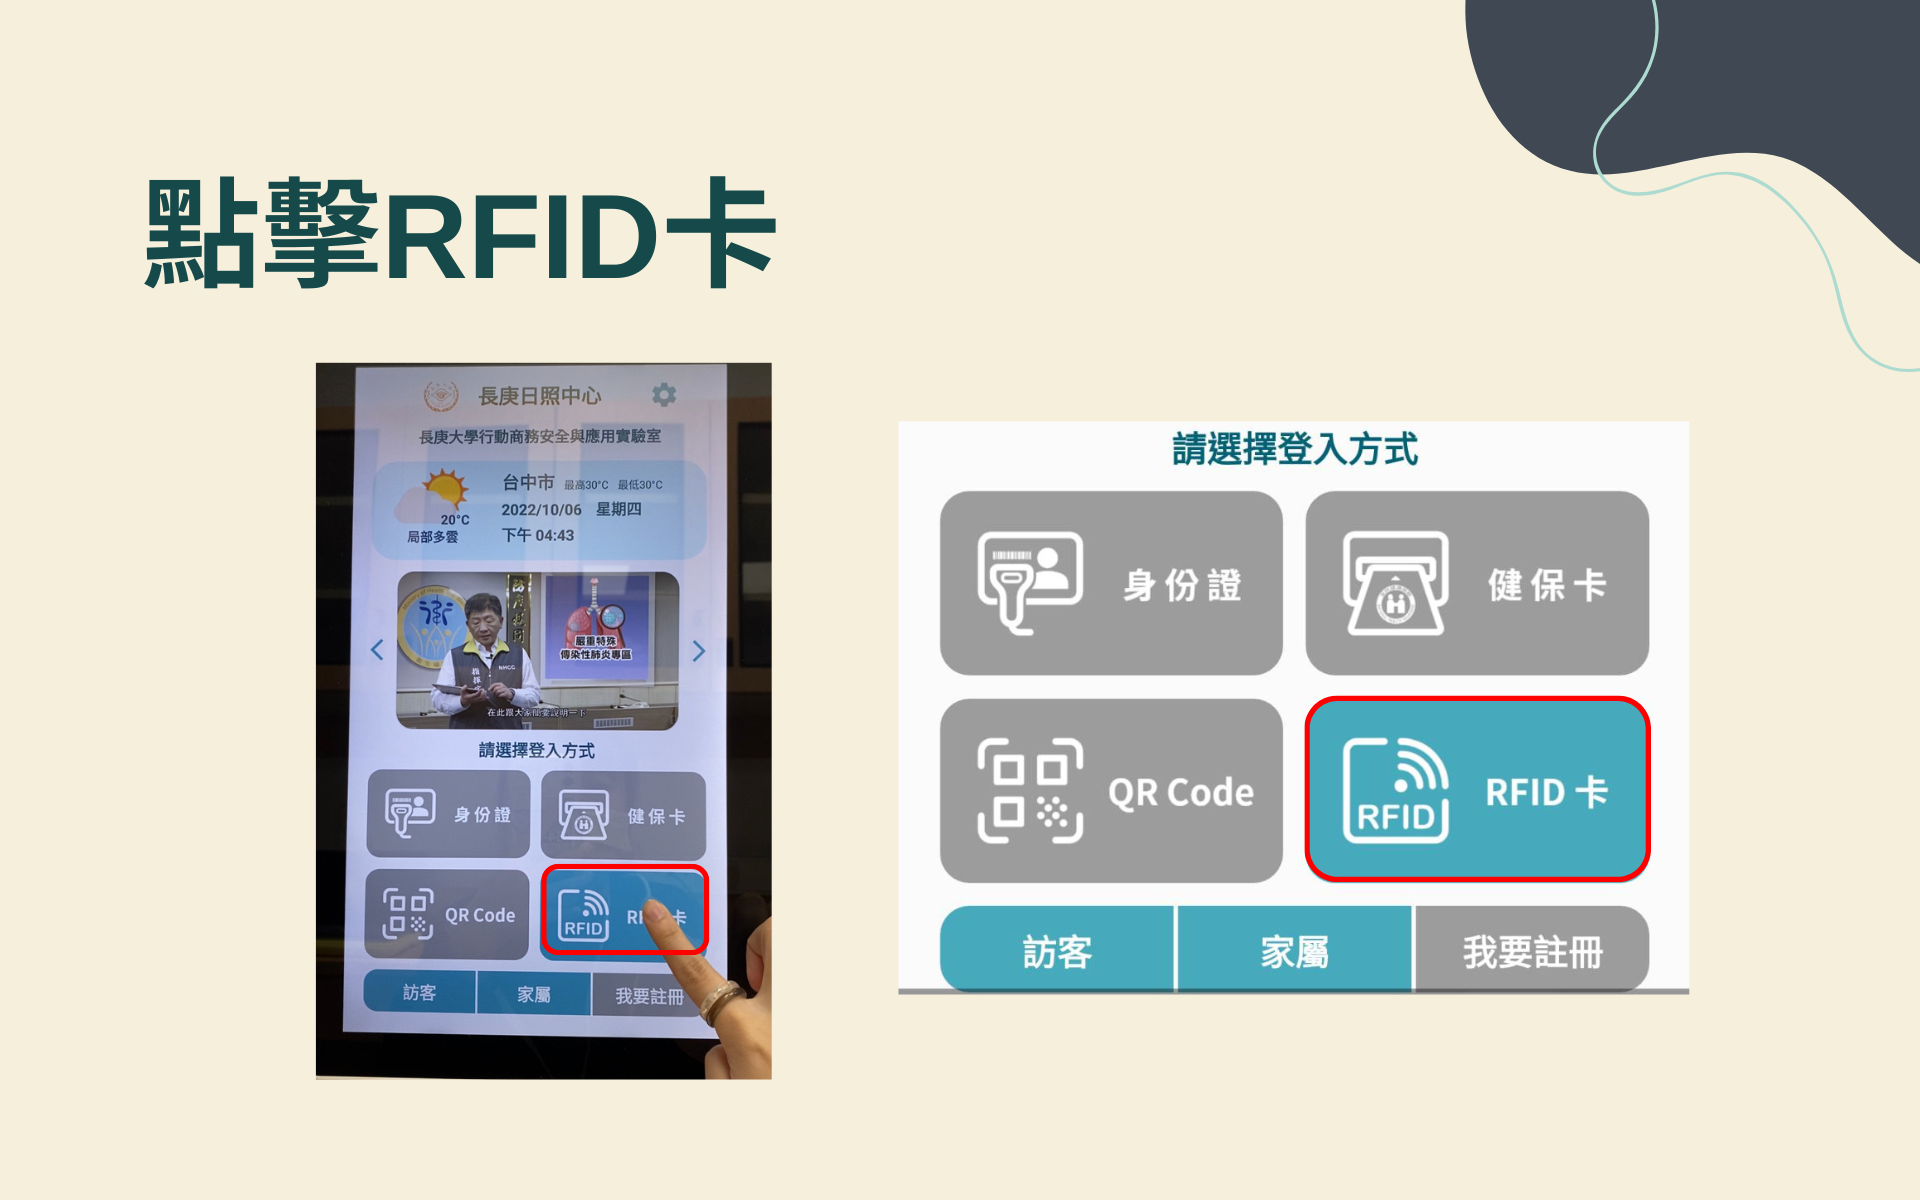 點擊RFID卡
長庚日照中心
長庚大學行動商務安全與應用實驗室
台中市 最高30°C 最低30°C
20°C
2022/10/06 星期四
局部多雲
下午 04:43
嚴重特殊
傳染性肺炎專區
在此跟大家簡要說明一下
請選擇登入方式
身份證
健保卡
QR Code
RFID
卡
訪客
家屬
我要註冊
請選擇登入方式
身份證
健保卡
QR Code
RFID
RFID 卡
訪客
家屬
我要註冊